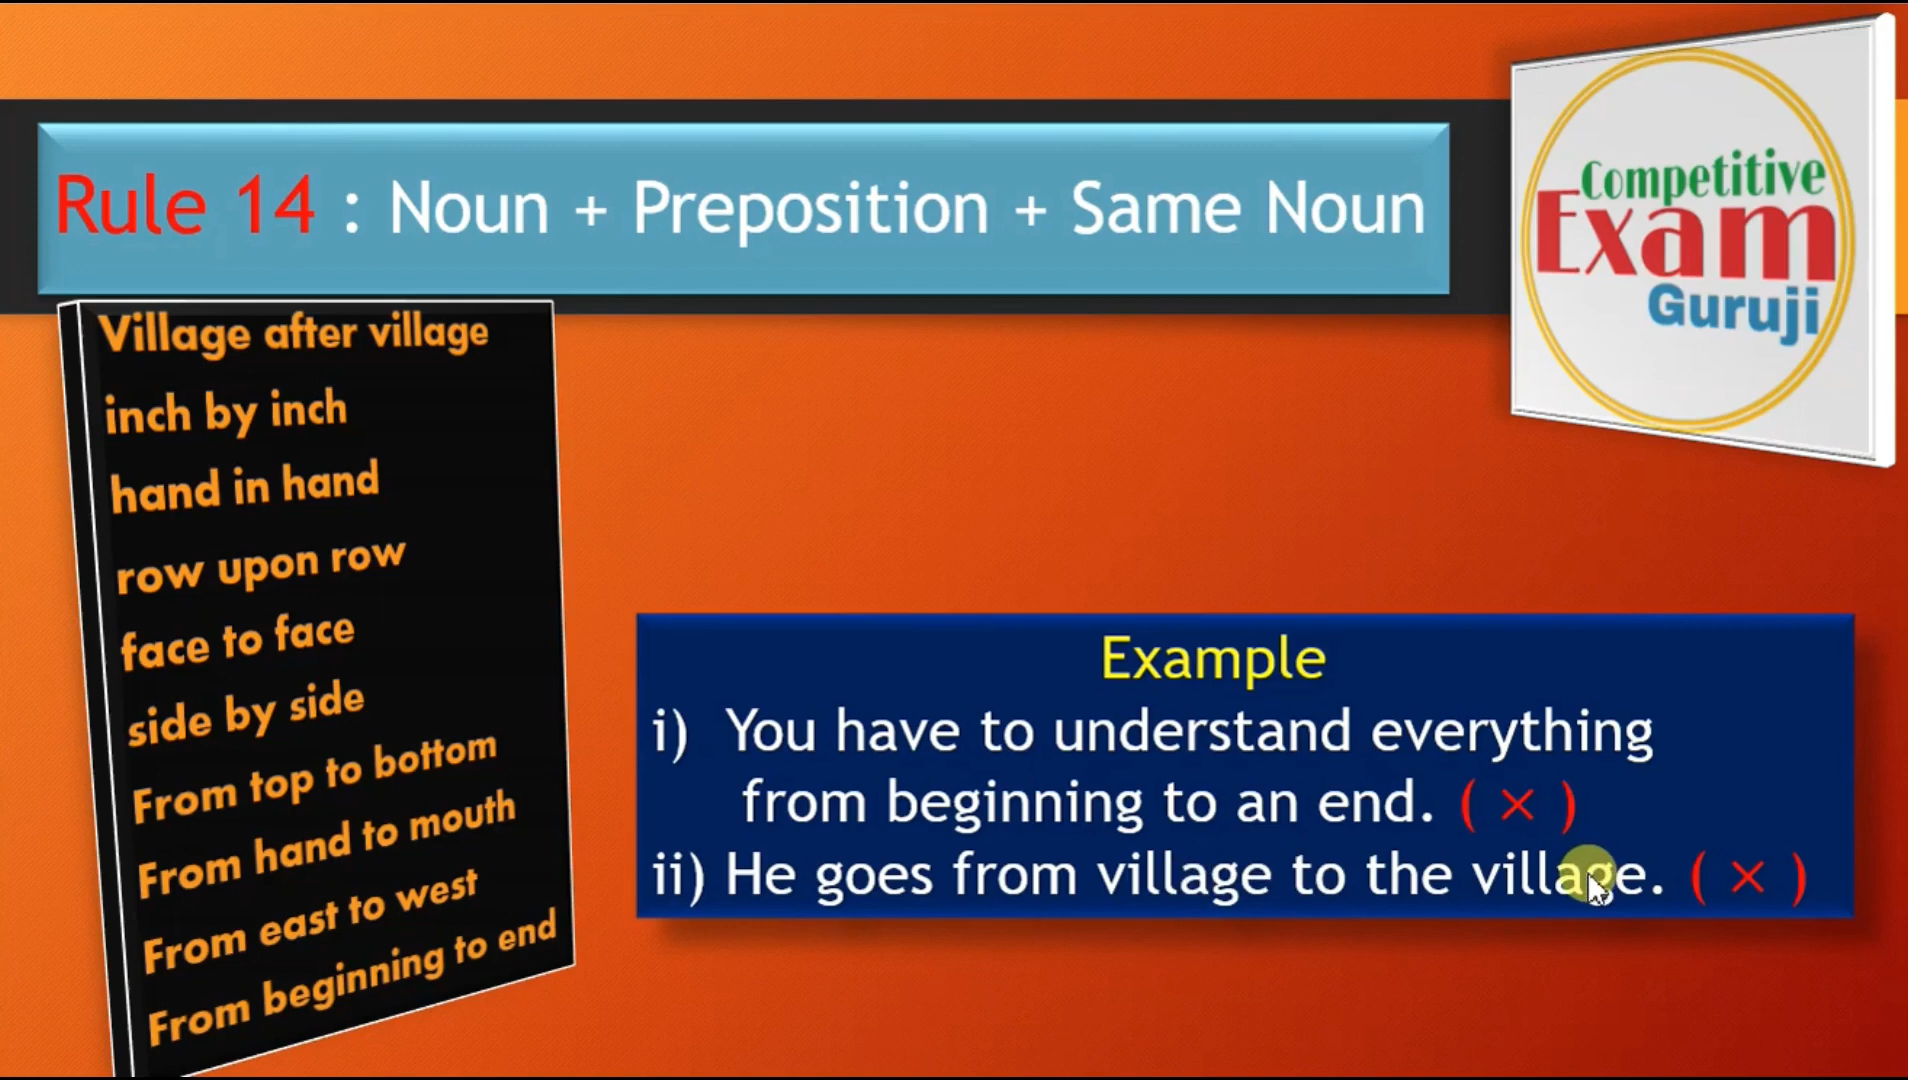 Rule 14 : Noun + Preposition + Same Noun
Competitive
Exam
Guruji
Village after village
inch by inch
hand in hand
row upon row
face to face
side by side
From top to bottom
From hand to mouth
From east to west
From beginning to end
Example
i) You have to understand everything
from beginning to an end. ( × )
ii) He goes from village to the village. ( × )